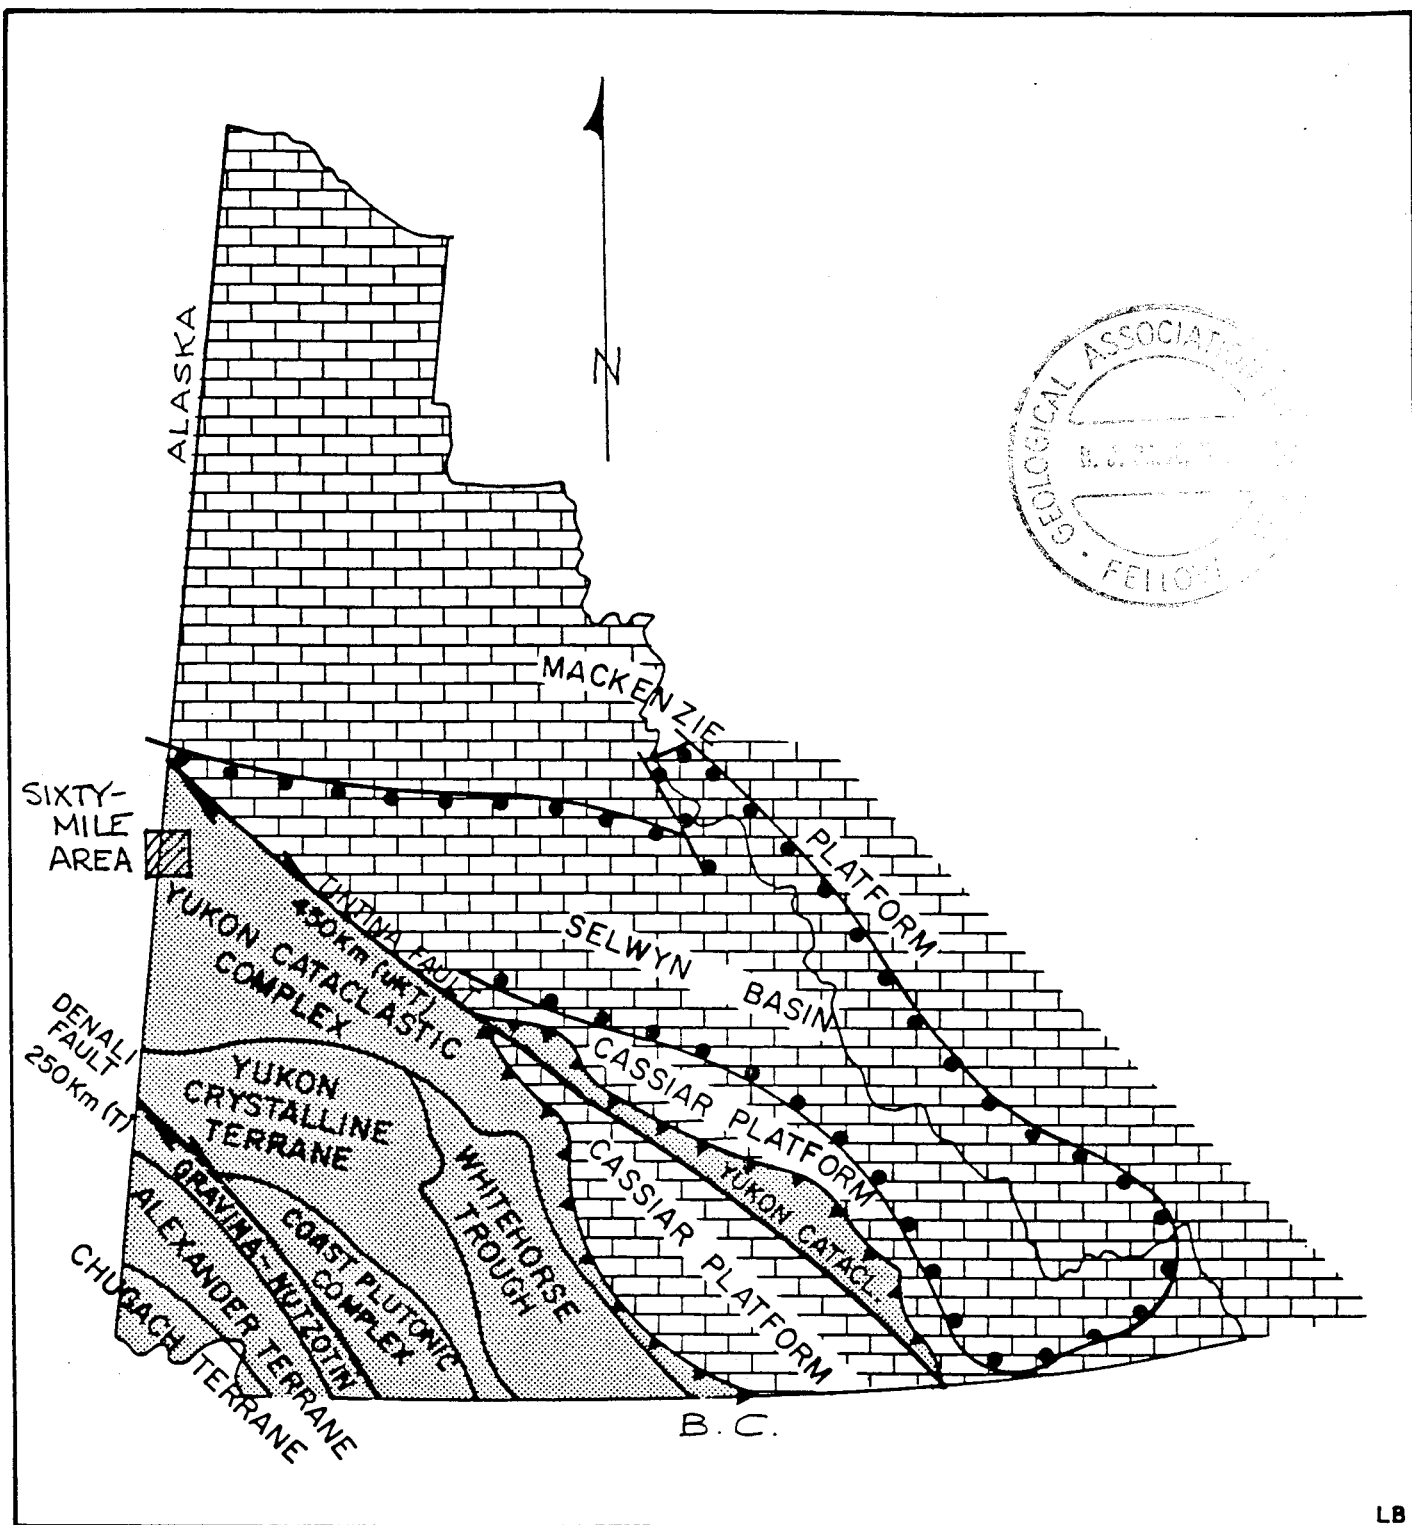 N
ALASKA
GEOLOGICAL ASSOCIATION
FELLOW
MACKENZIE
PLATFORM
SIXTY-
MILE
AREA
TINTINA FAULT
450Km (uKT)
YUKON CATACLASTIC
COMPLEX
SELWYN
BASIN
DENALI
FAULT
250Km (T)
YUKON
CRYSTALLINE
TERRANE
CASSIAR PLATFORM
CASSIAR PLATFORM
YUKON CATACL.
WHITEHORSE
TROUGH
GRAVINA-NUTZOTIN
COAST PLUTONIC
COMPLEX
ALEXANDER TERRANE
CHUGACH TERRANE
B.C.
LB